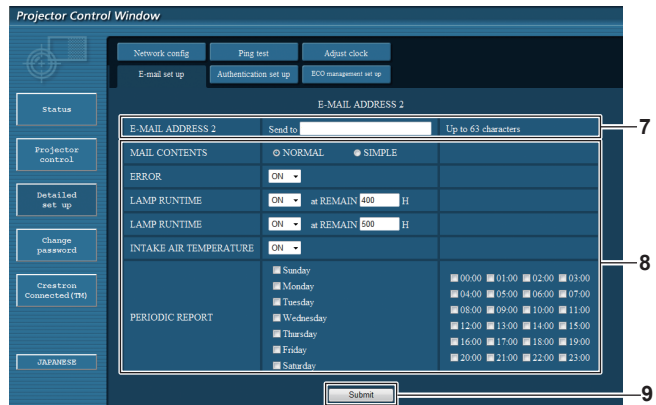 Projector Control Window
Network config Ping test Adjust clock
E-mail set up Authentication set up ECO management set up
Status
Projector control
Detailed set up
Change password
Crestron Connected(TM)
JAPANESE
E-MAIL ADDRESS 2
E-MAIL ADDRESS 2 Send to Up to 63 characters 7
MAIL CONTENTS NORMAL SIMPLE
ERROR ON
LAMP RUNTIME ON at REMAIN 400 H
LAMP RUNTIME ON at REMAIN 500 H
INTAKE AIR TEMPERATURE ON
8
PERIODIC REPORT
Sunday
Monday
Tuesday
Wednesday
Thursday
Friday
Saturday
00:00 01:00 02:00 03:00
04:00 05:00 06:00 07:00
08:00 09:00 10:00 11:00
12:00 13:00 14:00 15:00
16:00 17:00 18:00 19:00
20:00 21:00 22:00 23:00
Submit 9